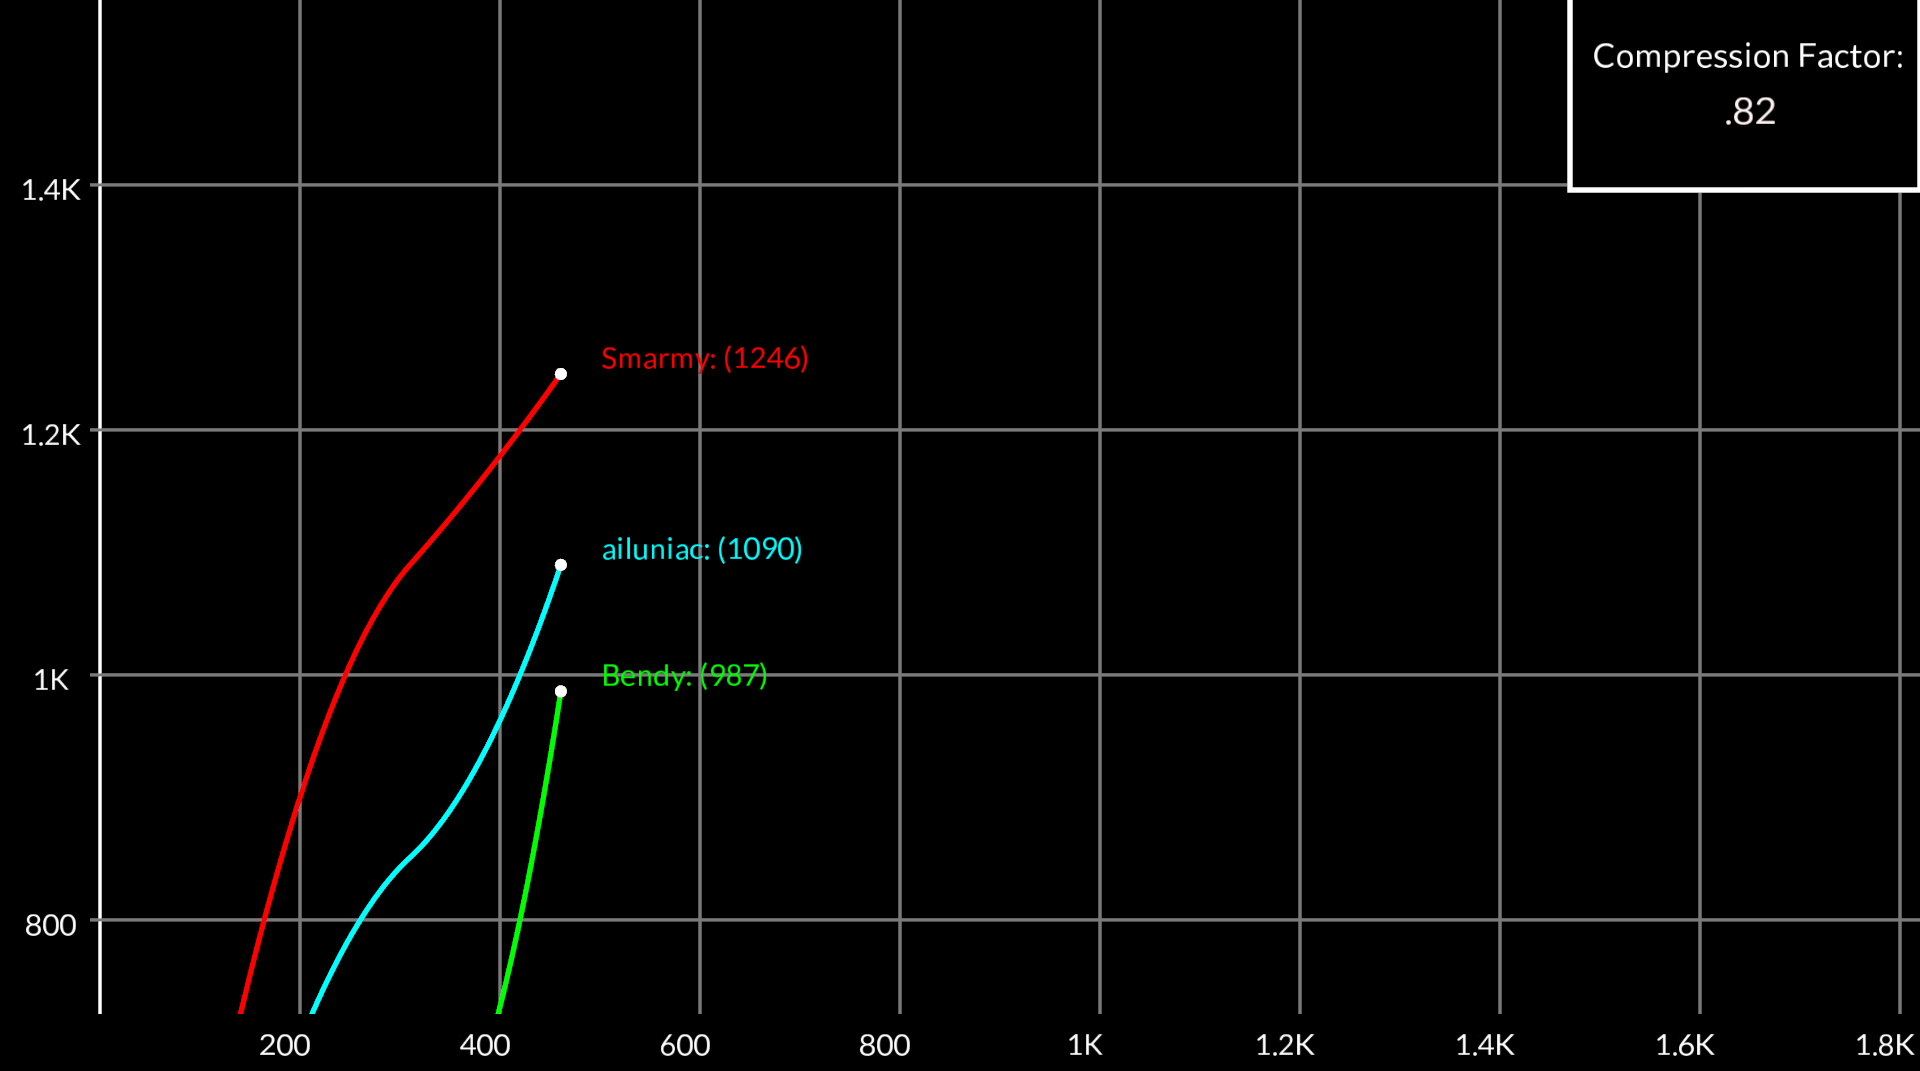 Compression Factor:
.82
1.4K
Smarmy: (1246)
1.2K
ailuniac: (1090)
Bendy: (987)
1K
800
200 400 600 800 1K 1.2K 1.4K 1.6K 1.8K